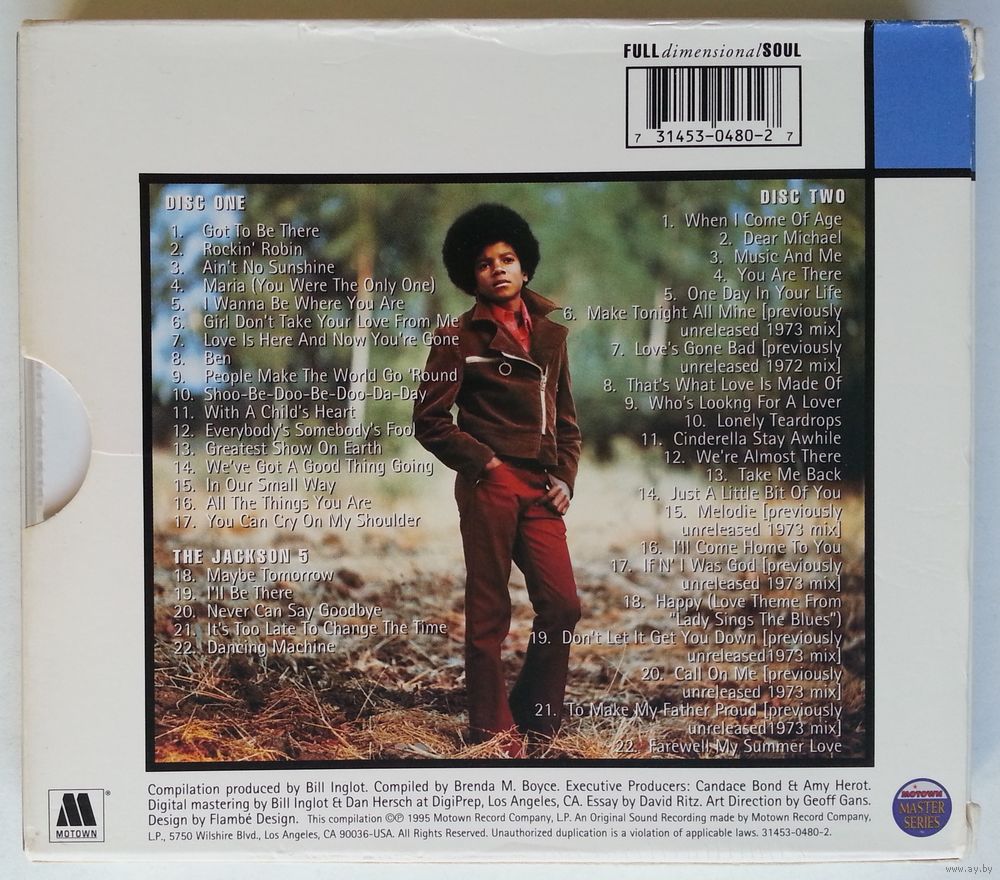 FULL dimensional SOUL
7 31453-0480-2 7
DISC ONE
1. Got To Be There
2. Rockin' Robin
3. Ain't No Sunshine
4. Maria (You Were The Only One)
5. I Wanna Be Where You Are
6. Girl Don't Take Your Love From Me
7. Love Is Here And Now You're Gone
8. Ben
9. People Make The World Go 'Round
10. Shoo-Be-Doo-Be-Doo-Da-Day
11. With A Child's Heart
12. Everybody's Somebody's Fool
13. Greatest Show On Earth
14. We've Got A Good Thing Going
15. In Our Small Way
16. All The Things You Are
17. You Can Cry On My Shoulder
THE JACKSON 5
18. Maybe Tomorrow
19. I'll Be There
20. Never Can Say Goodbye
21. It's Too Late To Change The Time
22. Dancing Machine
DISC TWO
1. When I Come Of Age
2. Dear Michael
3. Music And Me
4. You Are There
5. One Day In Your Life
6. Make Tonight All Mine [previously
unreleased 1973 mix]
7. Love's Gone Bad [previously
unreleased 1972 mix]
8. That's What Love Is Made Of
9. Who's Lookng For A Lover
10. Lonely Teardrops
11. Cinderella Stay Awhile
12. We're Almost There
13. Take Me Back
14. Just A Little Bit Of You
15. Melodie [previously
unreleased 1973 mix]
16. I'll Come Home To You
17. If N' I Was God [previously
unreleased 1973 mix]
18. Happy (Love Theme From
"Lady Sings The Blues")
19. Don't Let It Get You Down [previously
unreleased 1973 mix]
20. Call On Me [previously
unreleased 1973 mix]
21. To Make My Father Proud [previously
unreleased 1973 mix]
22. Farewell My Summer Love
Compilation produced by Bill Inglot. Compiled by Brenda M. Boyce. Executive Producers: Candace Bond & Amy Herot.
Digital mastering by Bill Inglot & Dan Hersch at DigiPrep, Los Angeles, CA. Essay by David Ritz. Art Direction by Geoff Gans.
Design by Flambé Design. This compilation ©℗ 1995 Motown Record Company, L.P. An Original Sound Recording made by Motown Record Company,
L.P., 5750 Wilshire Blvd., Los Angeles, CA 90036-USA. All Rights Reserved. Unauthorized duplication is a violation of applicable laws. 31453-0480-2.
M ®
MOTOWN
MOTOWN
MASTER
SERIES
www.ay.by